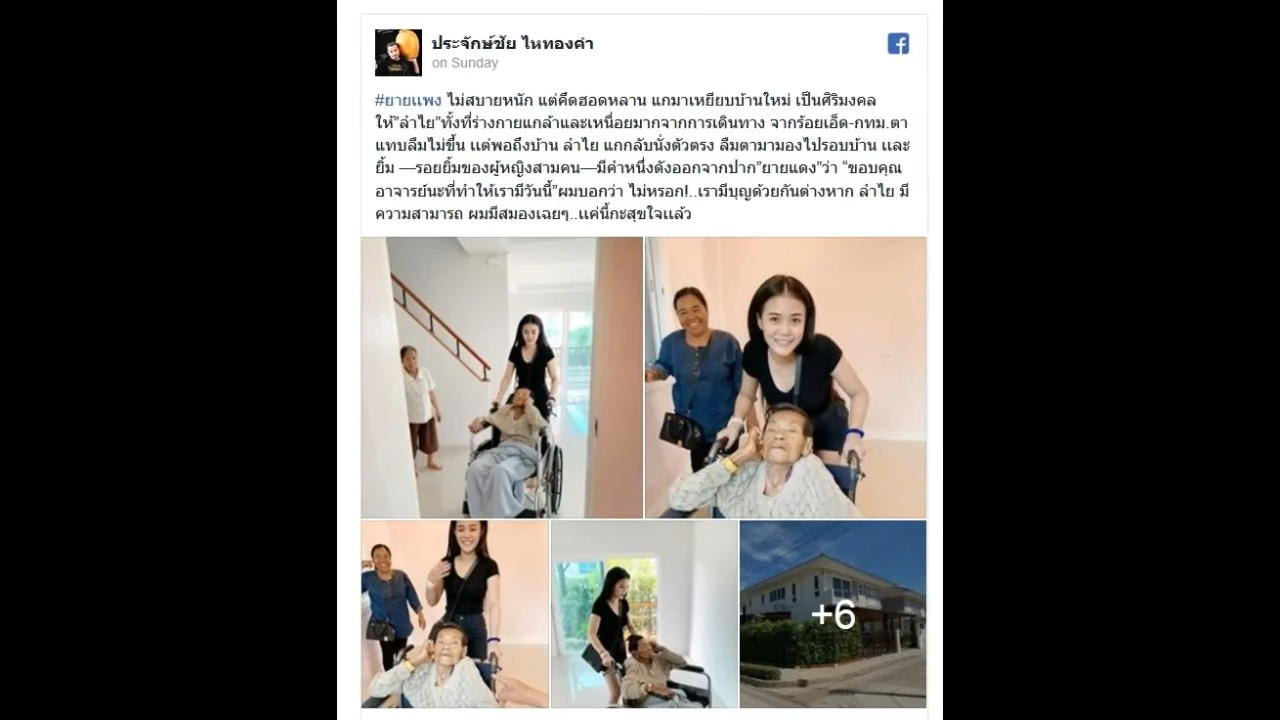 ประจักษ์ชัย ไหทองคำ
on Sunday
#ยายแพง ไม่สบายหนัก แต่คึดฮอดหลาน แกมาเหยียบบ้านใหม่ เป็นศิริมงคล
ให้"ลำไย"ทั้งที่ร่างกายแกล้าและเหนื่อยมากจากการเดินทาง จากร้อยเอ็ด-กทม.ตา
แทบลืมไม่ขึ้น แต่พอถึงบ้าน ลำไย แกกลับนั่งตัวตรง ลืมตามามองไปรอบบ้าน และ
ยิ้ม —รอยยิ้มของผู้หญิงสามคน—มีคำหนึ่งดังออกจากปาก"ยายแดง"ว่า "ขอบคุณ
อาจารย์นะที่ทำให้เรามีวันนี้"ผมบอกว่า ไม่หรอก!..เรามีบุญด้วยกันต่างหาก ลำไย มี
ความสามารถ ผมมีสมองเฉยๆ..แค่นี้กะสุขใจแล้ว
+6